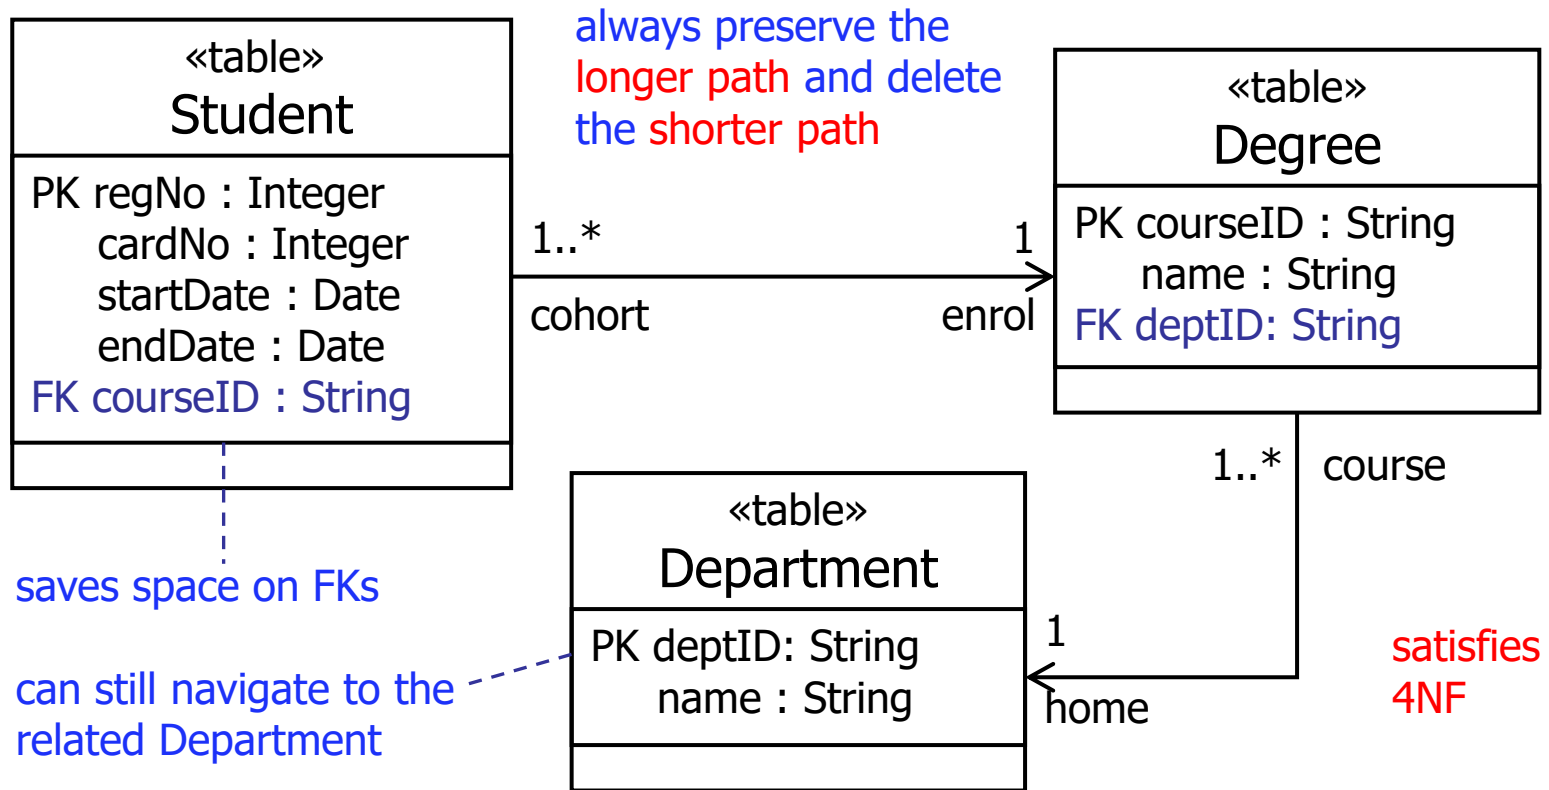 «table»
Student
PK regNo : Integer
cardNo : Integer
startDate : Date
endDate : Date
FK courseID : String
always preserve the
longer path and delete
the shorter path
«table»
Degree
PK courseID : String
name : String
FK deptID: String
1..*
1
cohort
enrol
1..*
course
«table»
Department
PK deptID: String
name : String
1
home
saves space on FKs
can still navigate to the
related Department
satisfies
4NF